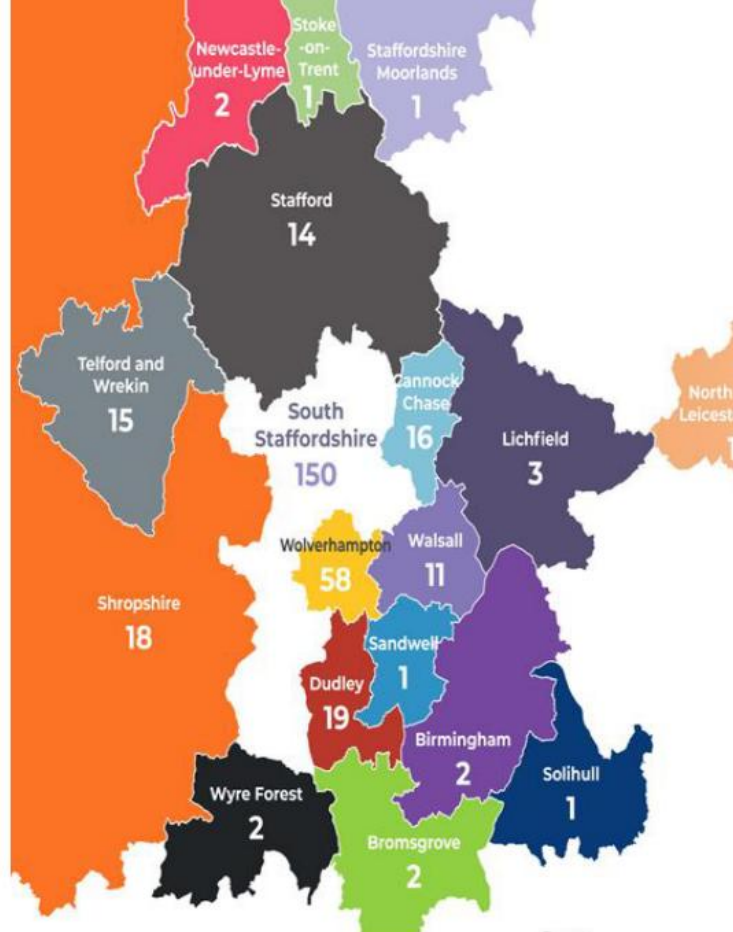 Newcastle-
under-Lyme
2
Stoke
-on-
Trent
1
Staffordshire
Moorlands
1
Stafford
14
Telford and
Wrekin
15
South
Staffordshire
150
Cannock
Chase
16
Lichfield
3
North
Leicest
1
Wolverhampton
58
Walsall
11
Shropshire
18
Sandwell
1
Dudley
19
Birmingham
2
Solihull
1
Wyre Forest
2
Bromsgrove
2